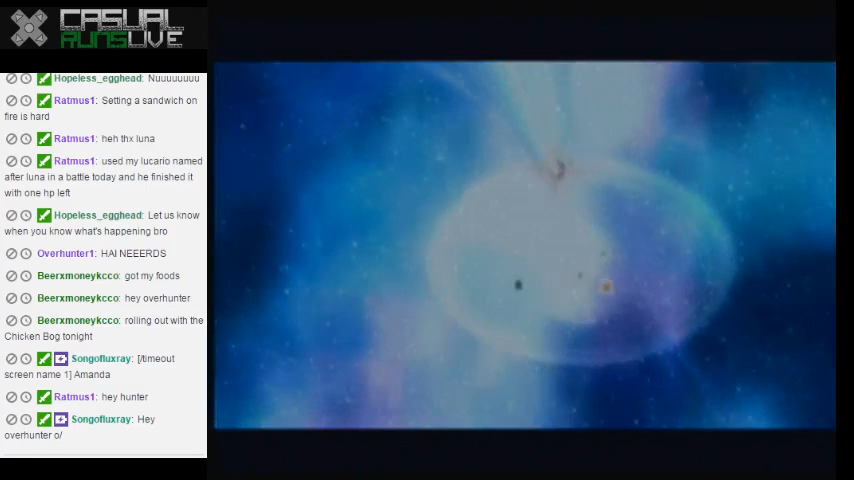 CASUAL
RUNSLIVE
Hopeless_egghead: Nuuuuuuuu
Ratmus1: Setting a sandwich on
fire is hard
Ratmus1: heh thx luna
Ratmus1: used my lucario named
after luna in a battle today and he finished it
with one hp left
Hopeless_egghead: Let us know
when you know what's happening bro
Overhunter1: HAI NEEERDS
Beerxmoneykcco: got my foods
Beerxmoneykcco: hey overhunter
Beerxmoneykcco: rolling out with the
Chicken Bog tonight
Songofluxray: [/timeout
screen name 1] Amanda
Ratmus1: hey hunter
Songofluxray: Hey
overhunter o/